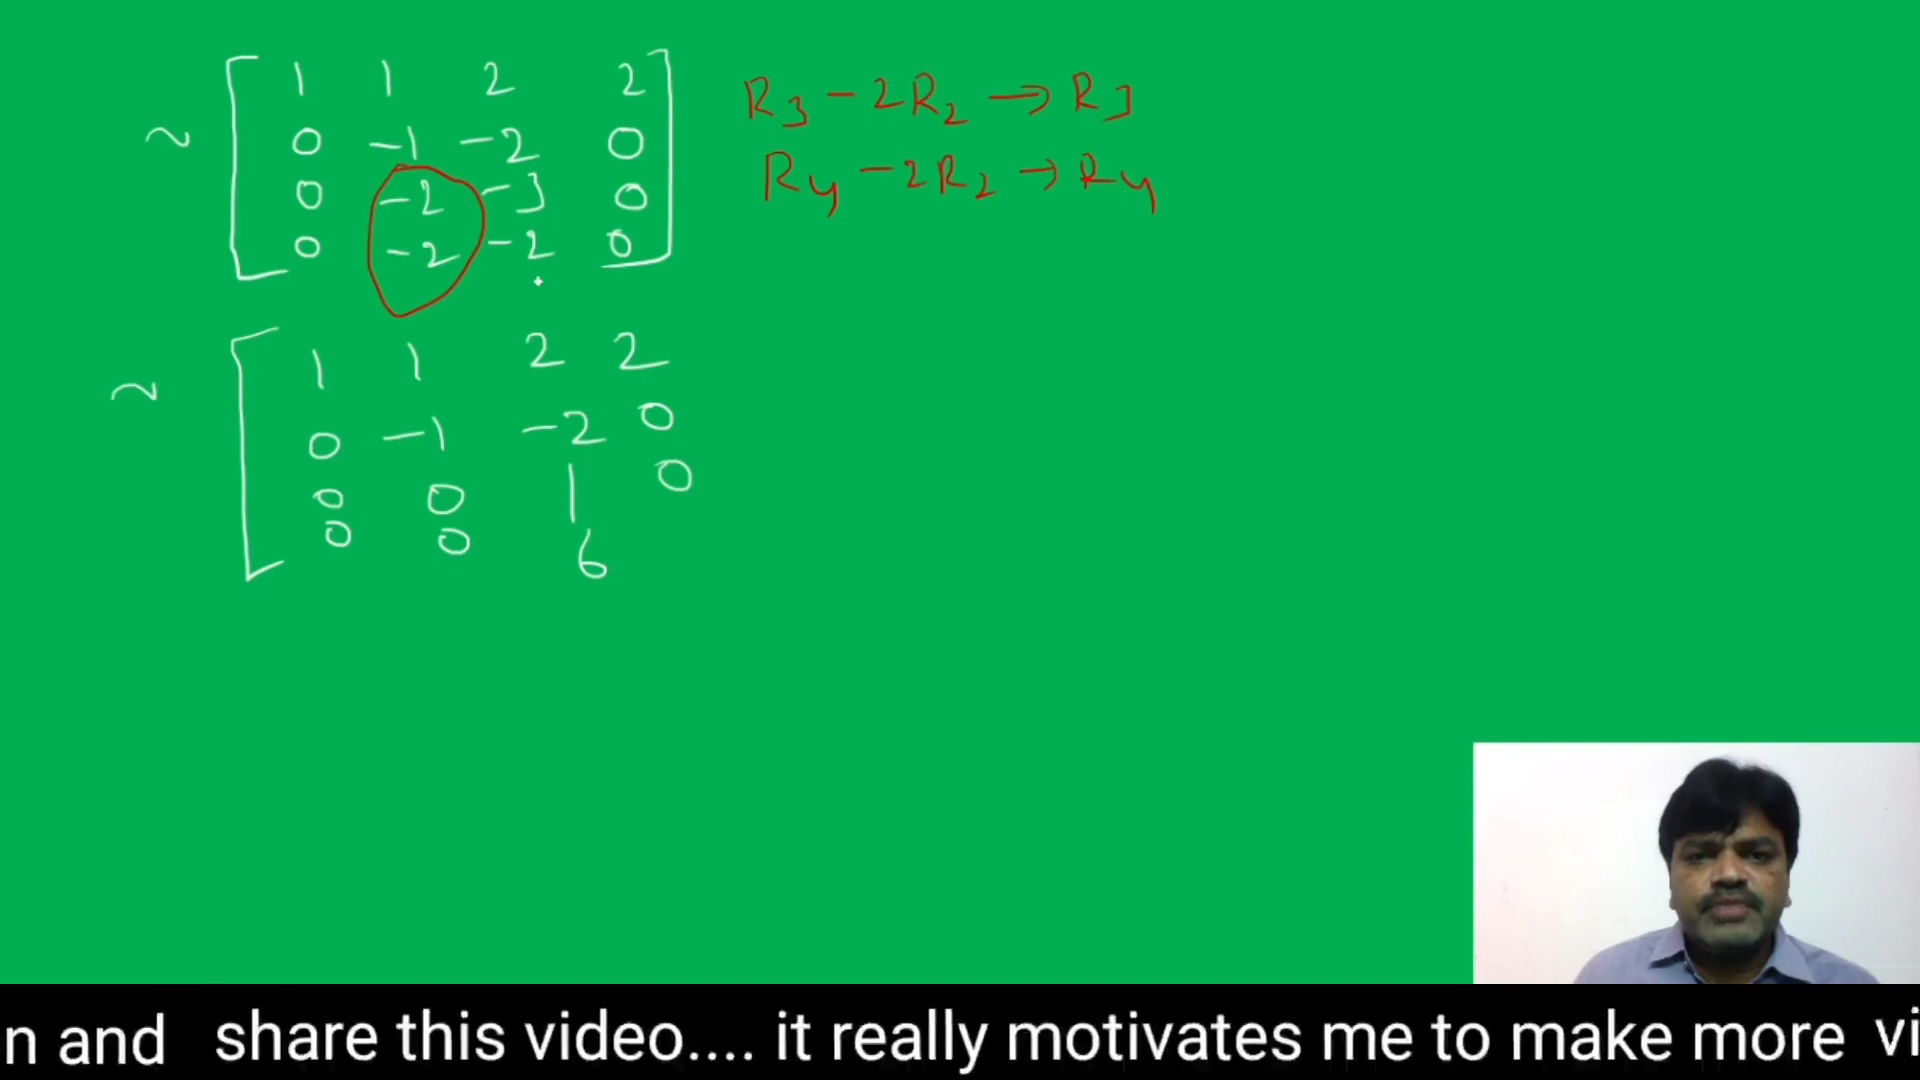 1 1 2 2
~ 0 -1 -2 0
0 -2 -3 0
0 -2 -2 0
R3 - 2R2 → R3
R4 - 2R2 → R4
1 1 2 2
~ 0 -1 -2 0
0 0 1 0
0 0 6
n and share this video.... it really motivates me to make more vi